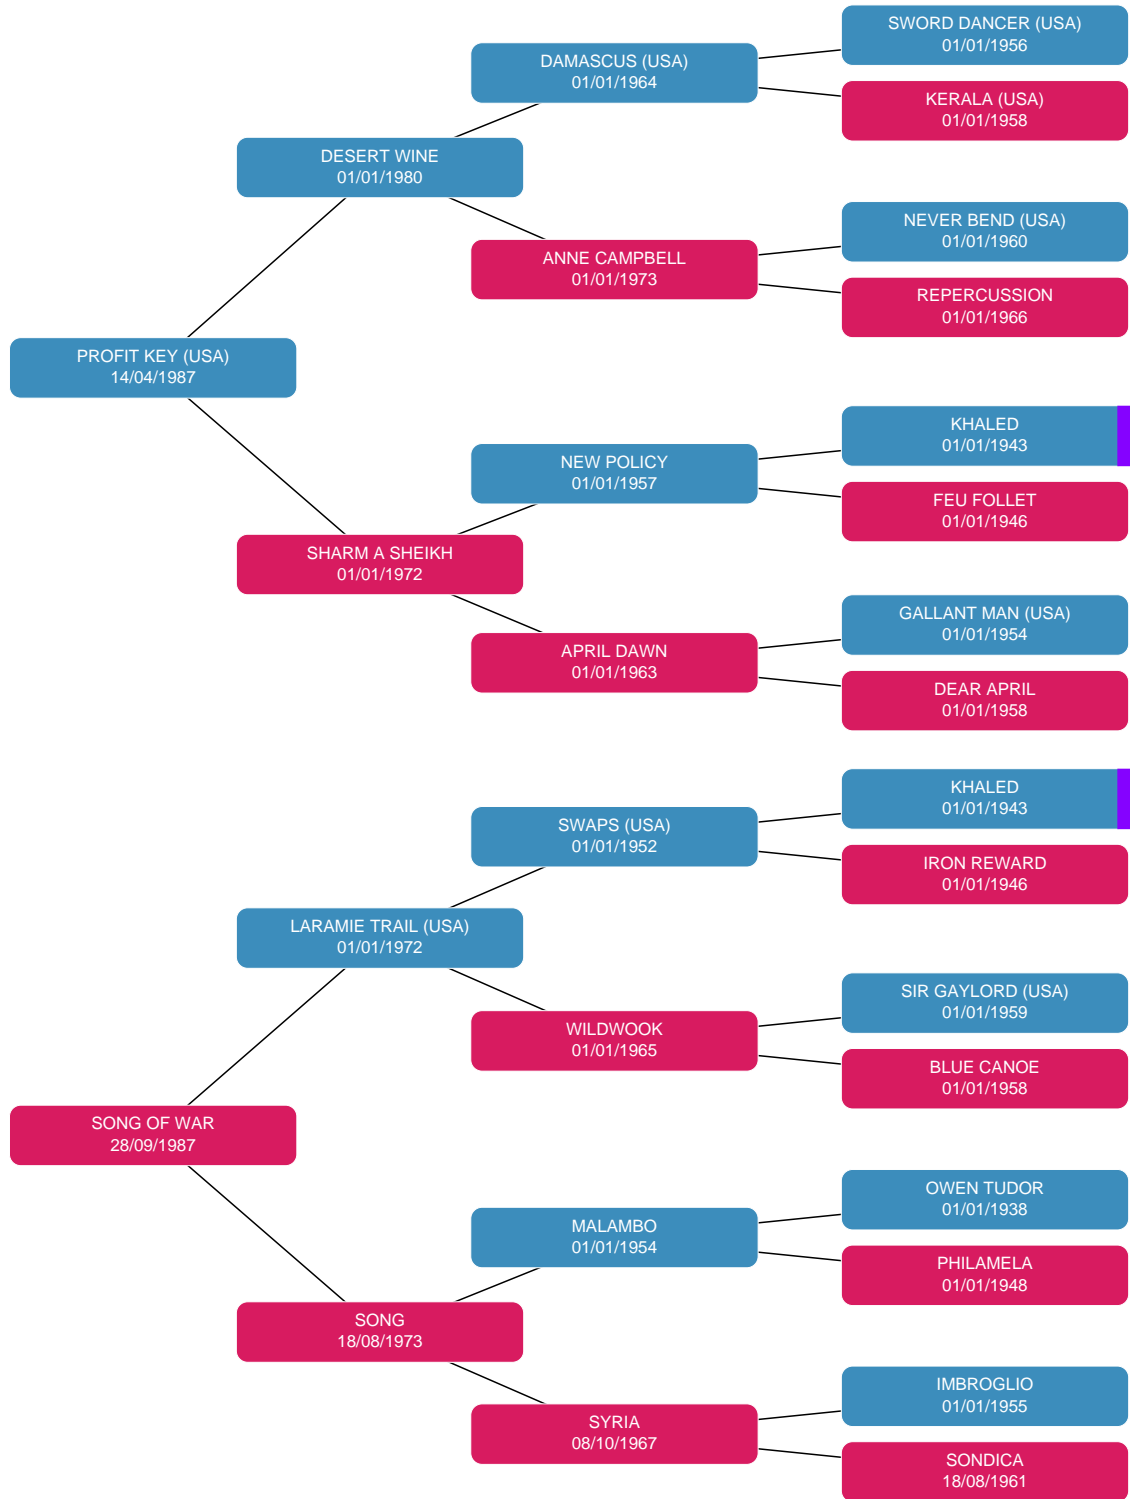 SWORD DANCER (USA)
01/01/1956
DAMASCUS (USA)
01/01/1964
KERALA (USA)
01/01/1958
DESERT WINE
01/01/1980
NEVER BEND (USA)
01/01/1960
ANNE CAMPBELL
01/01/1973
REPERCUSSION
01/01/1966
PROFIT KEY (USA)
14/04/1987
KHALED
01/01/1943
NEW POLICY
01/01/1957
FEU FOLLET
01/01/1946
SHARM A SHEIKH
01/01/1972
GALLANT MAN (USA)
01/01/1954
APRIL DAWN
01/01/1963
DEAR APRIL
01/01/1958
KHALED
01/01/1943
SWAPS (USA)
01/01/1952
IRON REWARD
01/01/1946
LARAMIE TRAIL (USA)
01/01/1972
SIR GAYLORD (USA)
01/01/1959
WILDWOOK
01/01/1965
BLUE CANOE
01/01/1958
SONG OF WAR
28/09/1987
OWEN TUDOR
01/01/1938
MALAMBO
01/01/1954
PHILAMELA
01/01/1948
SONG
18/08/1973
IMBROGLIO
01/01/1955
SYRIA
08/10/1967
SONDICA
18/08/1961